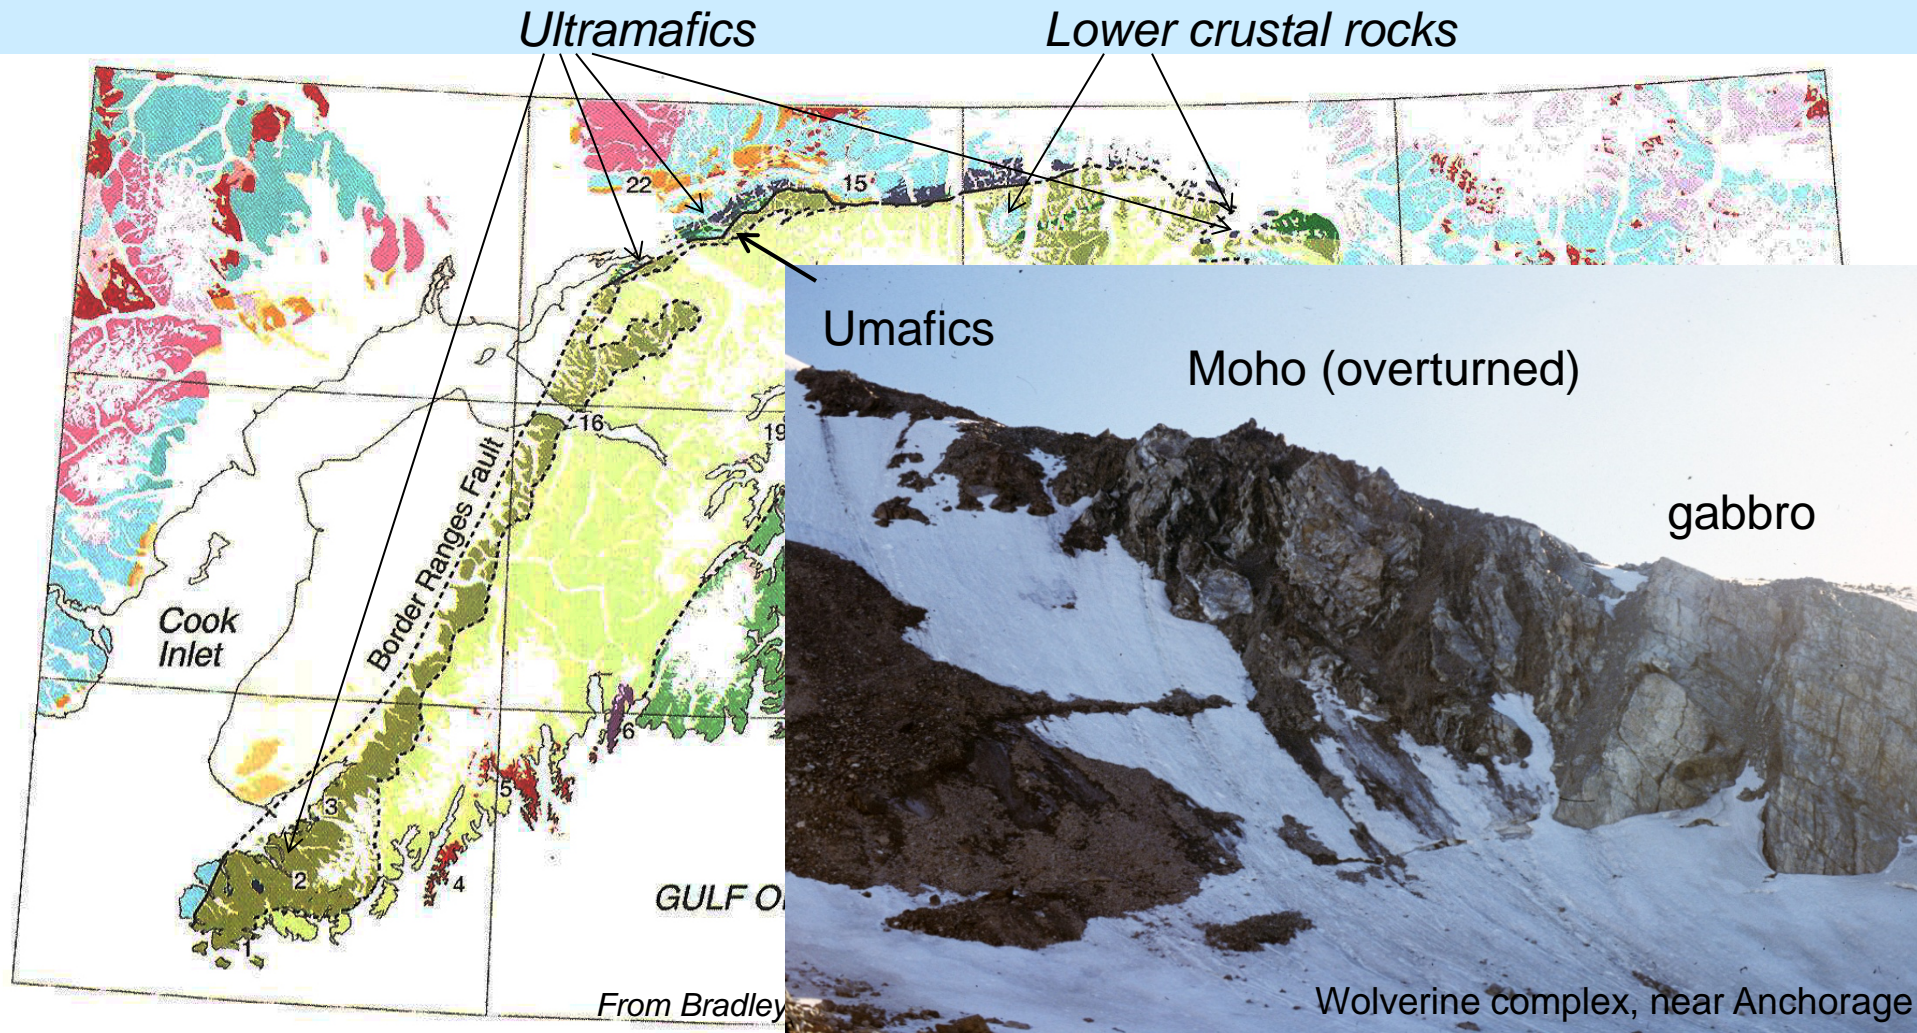 Ultramafics
Lower crustal rocks
22
15
Umafics
Moho (overturned)
16
19
gabbro
Border Ranges Fault
Cook
Inlet
6
5
3
4
2
GULF O
1
From Bradley
Wolverine complex, near Anchorage